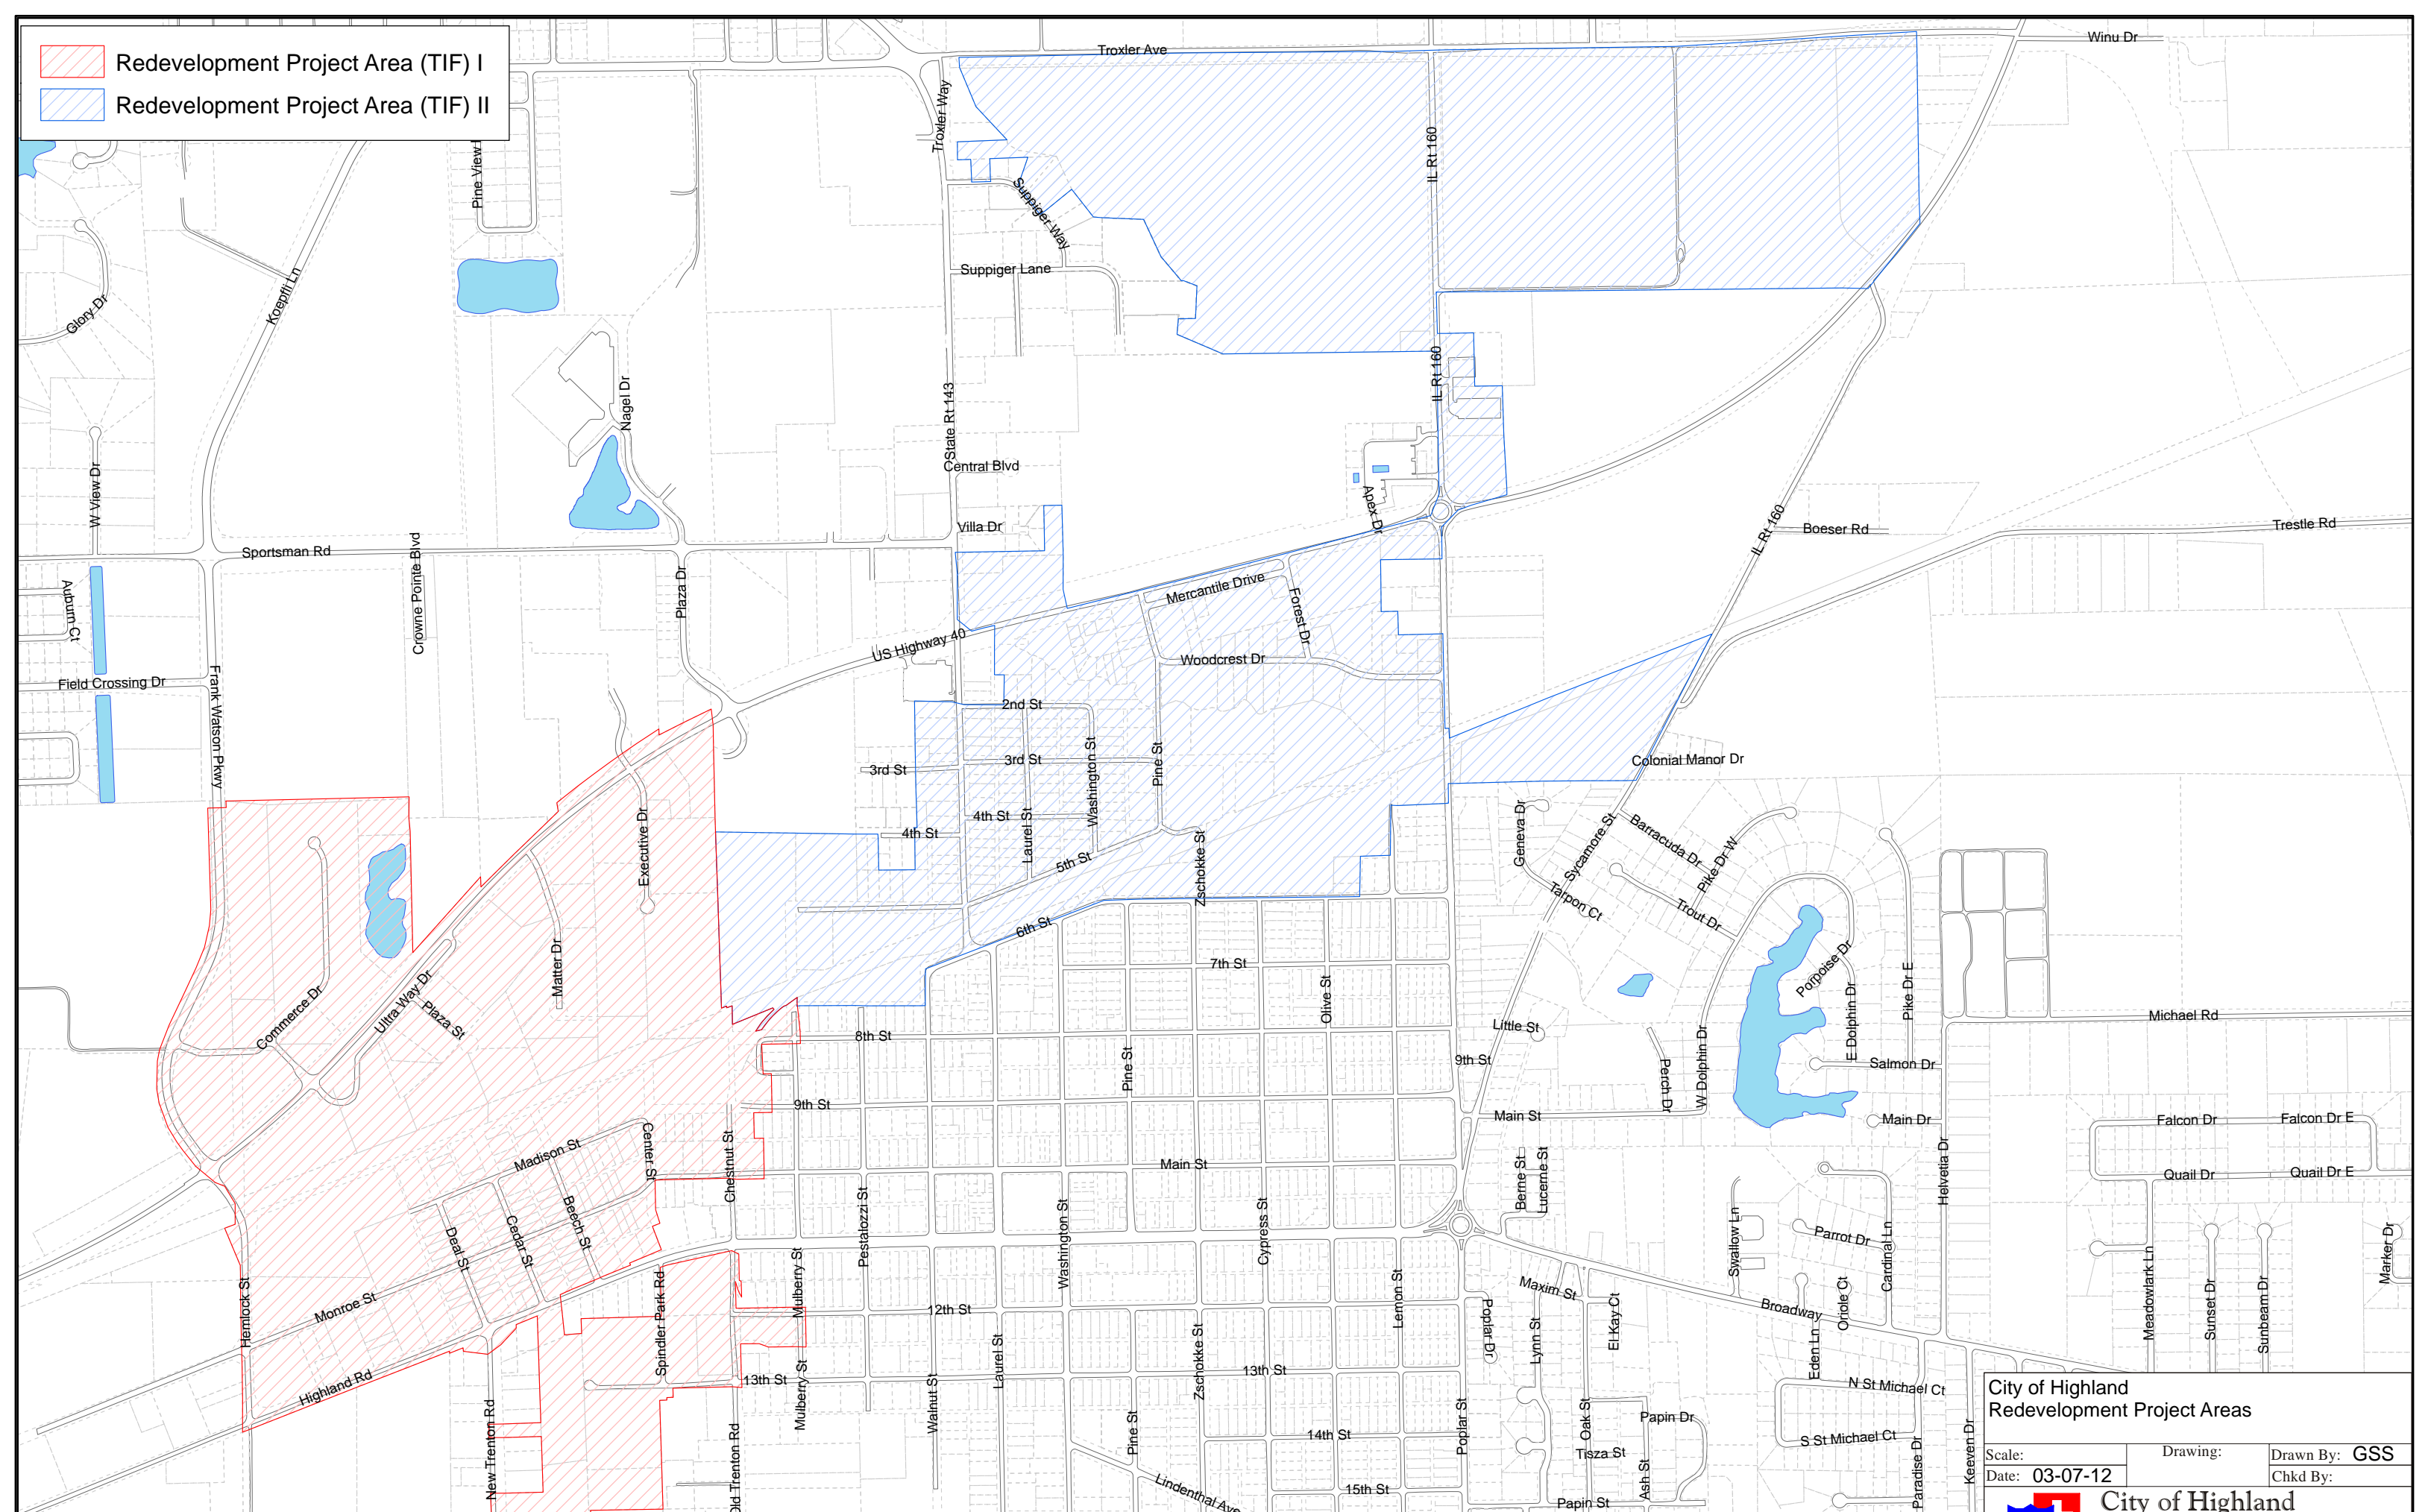 Redevelopment Project Area (TIF) I
Redevelopment Project Area (TIF) II
Troxler Ave
Winu Dr
Troxler Way
Pine View
IL Rt 160
Suppiger Way
Suppiger Lane
Koepfli Ln
Glory Dr
Nagel Dr
State Rt 143
IL Rt 160
Central Blvd
W View Dr
Apex Dr
Villa Dr
Sportsman Rd
Crowne Pointe Blvd
IL Rt 160
Boeser Rd
Trestle Rd
Auburn Ct
Plaza Dr
Mercantile Drive
Forest Dr
US Highway 40
Woodcrest Dr
Field Crossing Dr
Frank Watson Pkwy
2nd St
3rd St
3rd St
Washington St
Pine St
Colonial Manor Dr
4th St
4th St
Laurel St
5th St
Zschokke St
Executive Dr
Geneva Dr
Sycamore St
Barracuda Dr
Pike Dr W
Tarpon Ct
Trout Dr
6th St
7th St
Matter Dr
Porpoise Dr
Commerce Dr
Ultra Way Dr
Plaza St
Olive St
E Dolphin Dr
Pike Dr E
Michael Rd
8th St
Little St
9th St
Pine St
Perch Dr
W Dolphin Dr
Salmon Dr
9th St
Main St
Main Dr
Falcon Dr
Falcon Dr E
Madison St
Center St
Chestnut St
Main St
Berne St
Lucerne St
Helvetia Dr
Quail Dr
Quail Dr E
Deal St
Cedar St
Beech St
Pestalozzi St
Washington St
Cypress St
Swallow Ln
Parrot Dr
Cardinal Ln
Meadowlark Ln
Sunset Dr
Sunbeam Dr
Marker Dr
Hemlock St
Monroe St
Spindler Park Rd
Mulberry St
12th St
Lemon St
Maxim St
El Kay Ct
Broadway
Oriole Ct
Poplar Dr
Lynn St
Eden Ln
Highland Rd
13th St
Mulberry St
Laurel St
Walnut St
Zschokke St
13th St
N St Michael Ct
New Trenton Rd
Old Trenton Rd
Pine St
14th St
Poplar St
Oak St
Papin Dr
Tisza St
Ash St
S St Michael Ct
Paradise Dr
Keeven Dr
Lindenthal Ave
15th St
Papin St
City of Highland
Redevelopment Project Areas
Scale:
Drawing:
Drawn By: GSS
Date: 03-07-12
Chkd By:
City of Highland